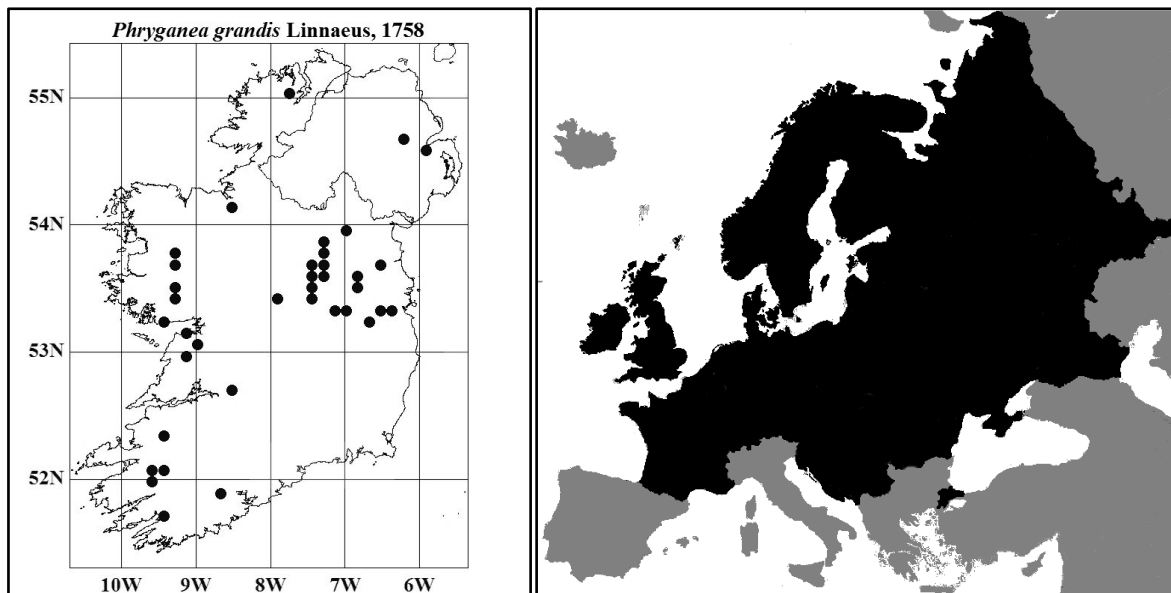 Phryganea grandis Linnaeus, 1758
55N
54N
53N
52N
10W 9W 8W 7W 6W